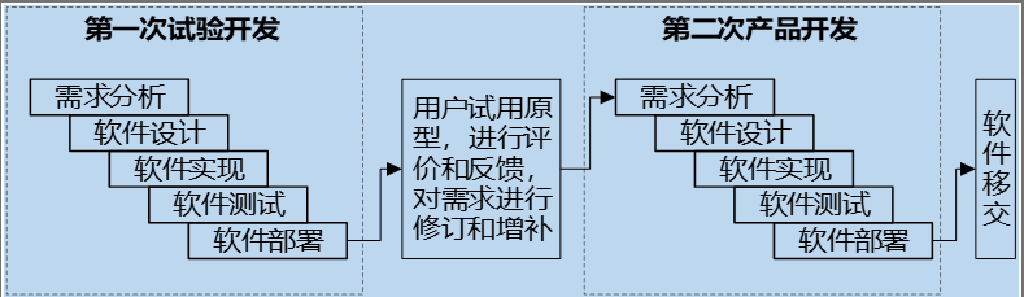 第一次试验开发
需求分析
软件设计
软件实现
软件测试
软件部署
用户试用原
型，进行评
价和反馈，
对需求进行
修订和增补
第二次产品开发
需求分析
软件设计
软件实现
软件测试
软件部署
软
件
移
交